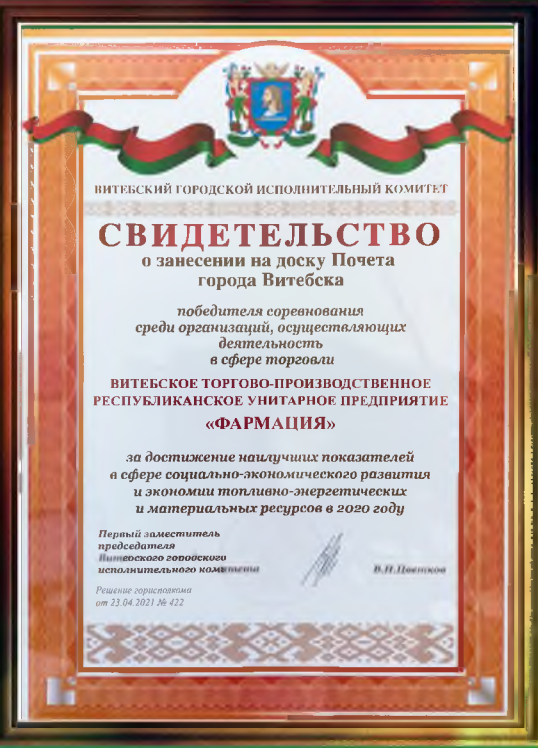 ВИТЕБСКИЙ ГОРОДСКОЙ ИСПОЛНИТЕЛЬНЫЙ КОМИТЕТ
СВИДЕТЕЛЬСТВО
о занесении на доску Почета
города Витебска
победителя соревнования
среди организаций, осуществляющих
деятельность
в сфере торговли
ВИТЕБСКОЕ ТОРГОВО-ПРОИЗВОДСТВЕННОЕ
РЕСПУБЛИКАНСКОЕ УНИТАРНОЕ ПРЕДПРИЯТИЕ
«ФАРМАЦИЯ»
за достижение наилучших показателей
в сфере социально-экономического развития
и экономии топливно-энергетических
и материальных ресурсов в 2020 году
Первый заместитель
председателя
Витебского городского
исполнительного комитета
В.П.Цветков
Решение горисполкома
от 23.04.2021 № 422